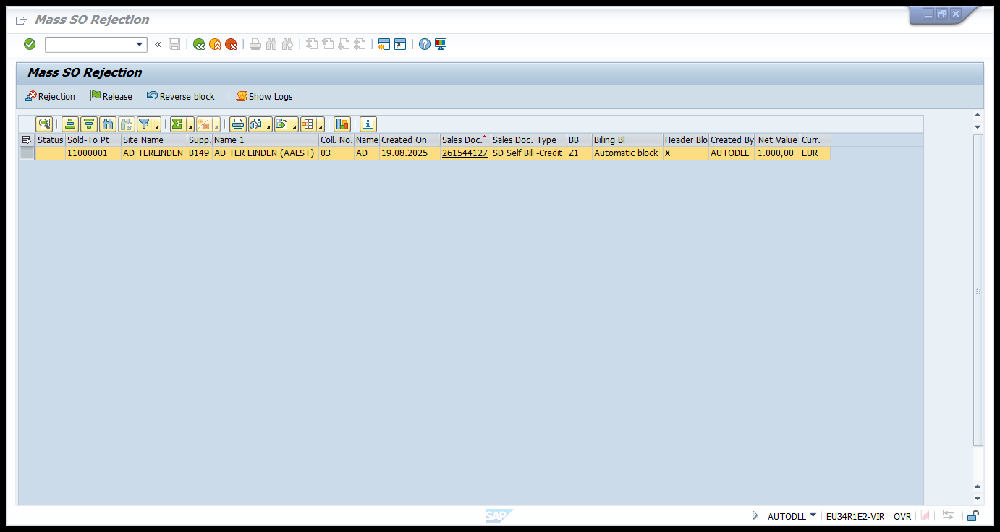 Mass SO Rejection
Mass SO Rejection
Rejection Release Reverse block Show Logs
Status Sold-To Pt Site Name Supp. Name 1 Coll. No. Name Created On Sales Doc. Sales Doc. Type BB Billing Bl Header Blo Created By Net Value Curr.
11000001 AD TERLINDEN B149 AD TER LINDEN (AALST) 03 AD 19.08.2025 261544127 SD Self Bill -Credit Z1 Automatic block X AUTODLL 1.000,00 EUR
SAP AUTODLL EU34R1E2-VIR OVR